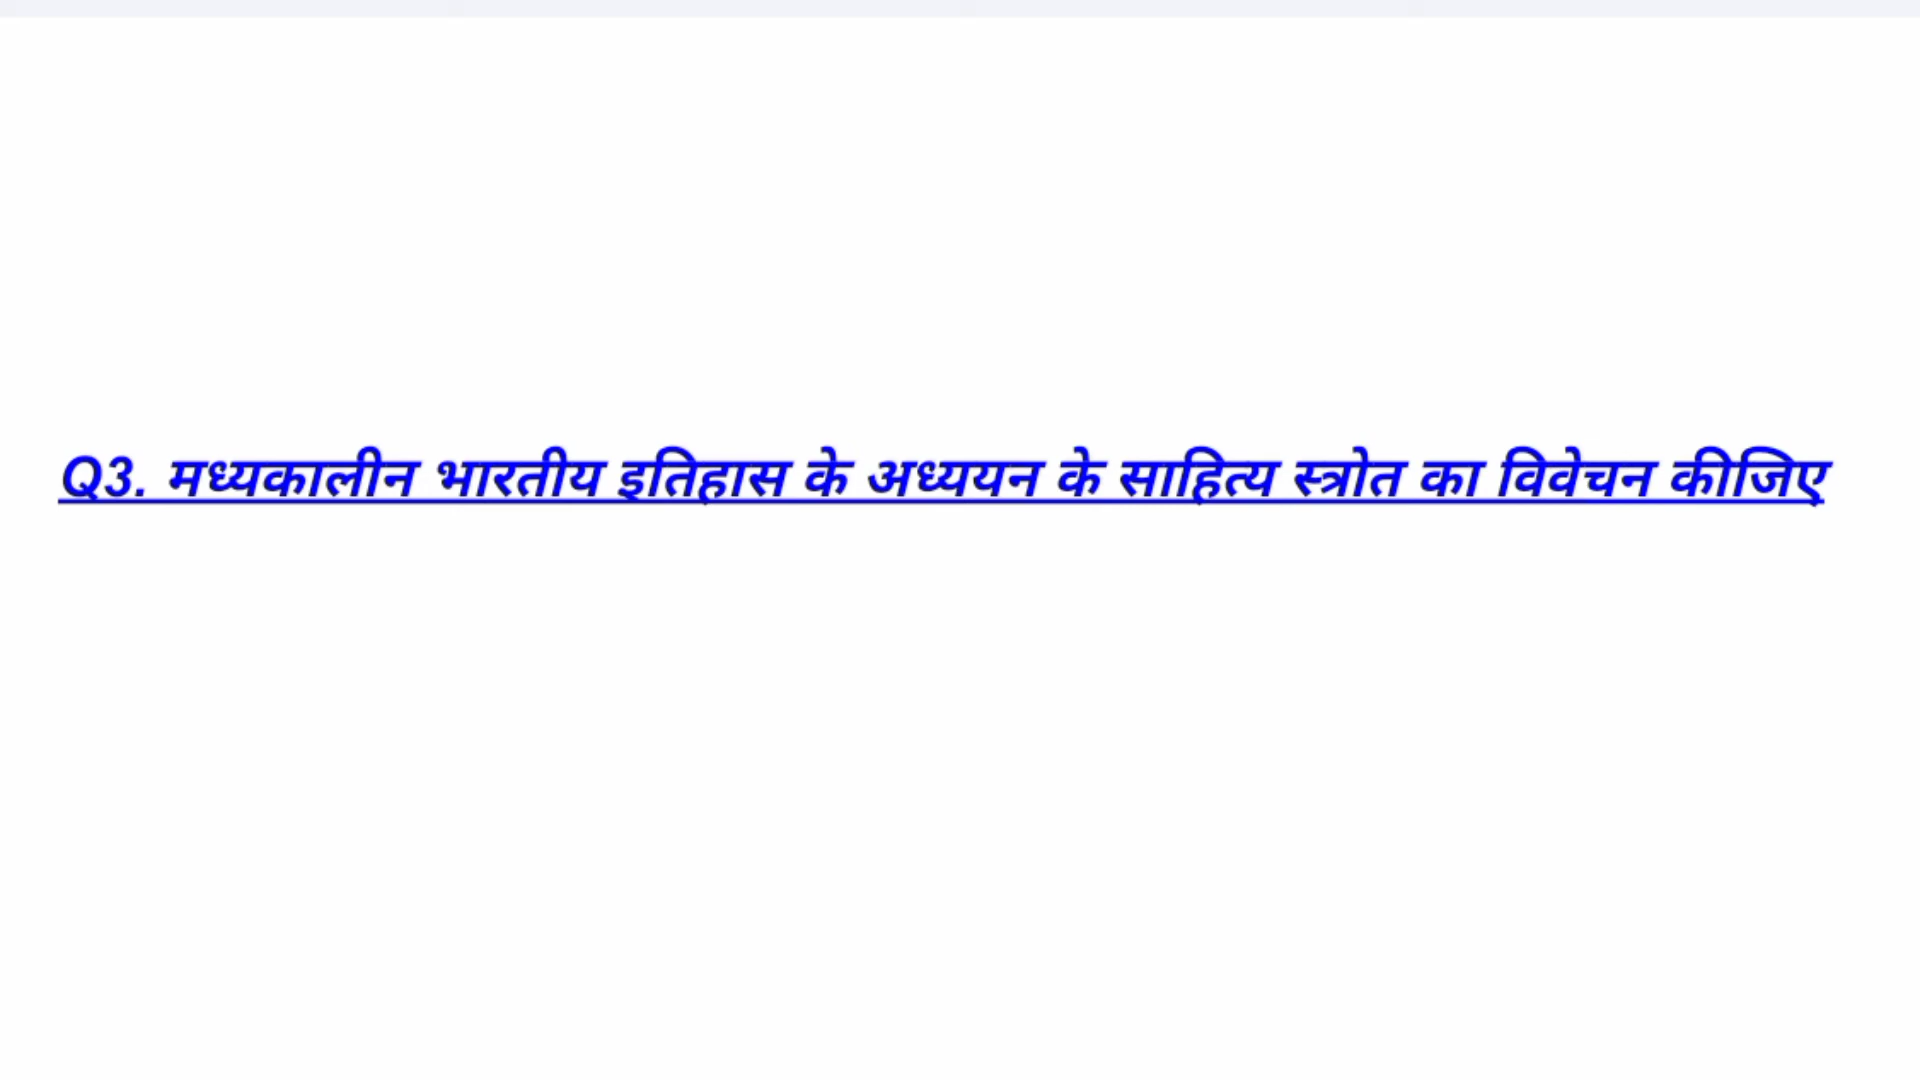 Q3. मध्यकालीन भारतीय इतिहास के अध्ययन के साहित्य स्त्रोत का विवेचन कीजिए